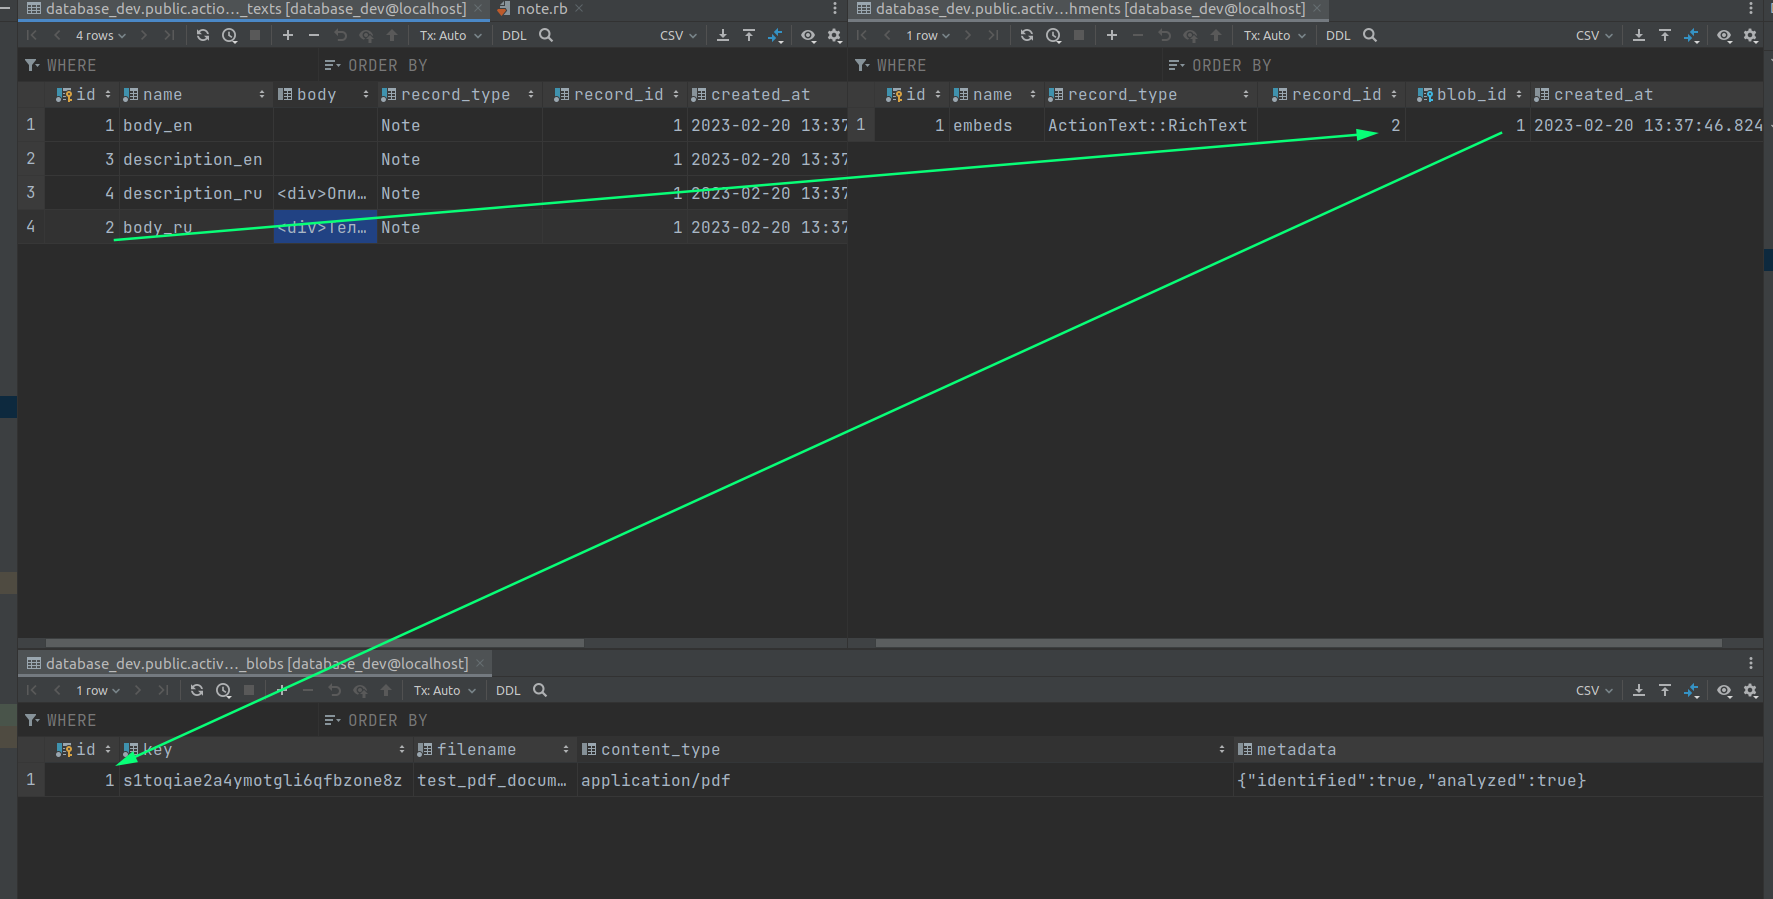 database_dev.public.actio..._texts [database_dev@localhost]
note.rb
4 rows
Tx: Auto
DDL
CSV
WHERE
ORDER BY
id name body record_type record_id created_at
1 1 body_en Note 1 2023-02-20 13:37
2 3 description_en Note 1 2023-02-20 13:37
3 4 description_ru <div>Опи... Note 1 2023-02-20 13:37
4 2 body_ru <div>Тел... Note 1 2023-02-20 13:37
database_dev.public.activ...hments [database_dev@localhost]
1 row
Tx: Auto
DDL
CSV
WHERE
ORDER BY
id name record_type record_id blob_id created_at
1 1 embeds ActionText::RichText 2 1 2023-02-20 13:37:46.824
database_dev.public.activ..._blobs [database_dev@localhost]
1 row
Tx: Auto
DDL
CSV
WHERE
ORDER BY
id key filename content_type metadata
1 1 s1toqiae2a4ymotgli6qfbzone8z test_pdf_docum... application/pdf {"identified":true,"analyzed":true}